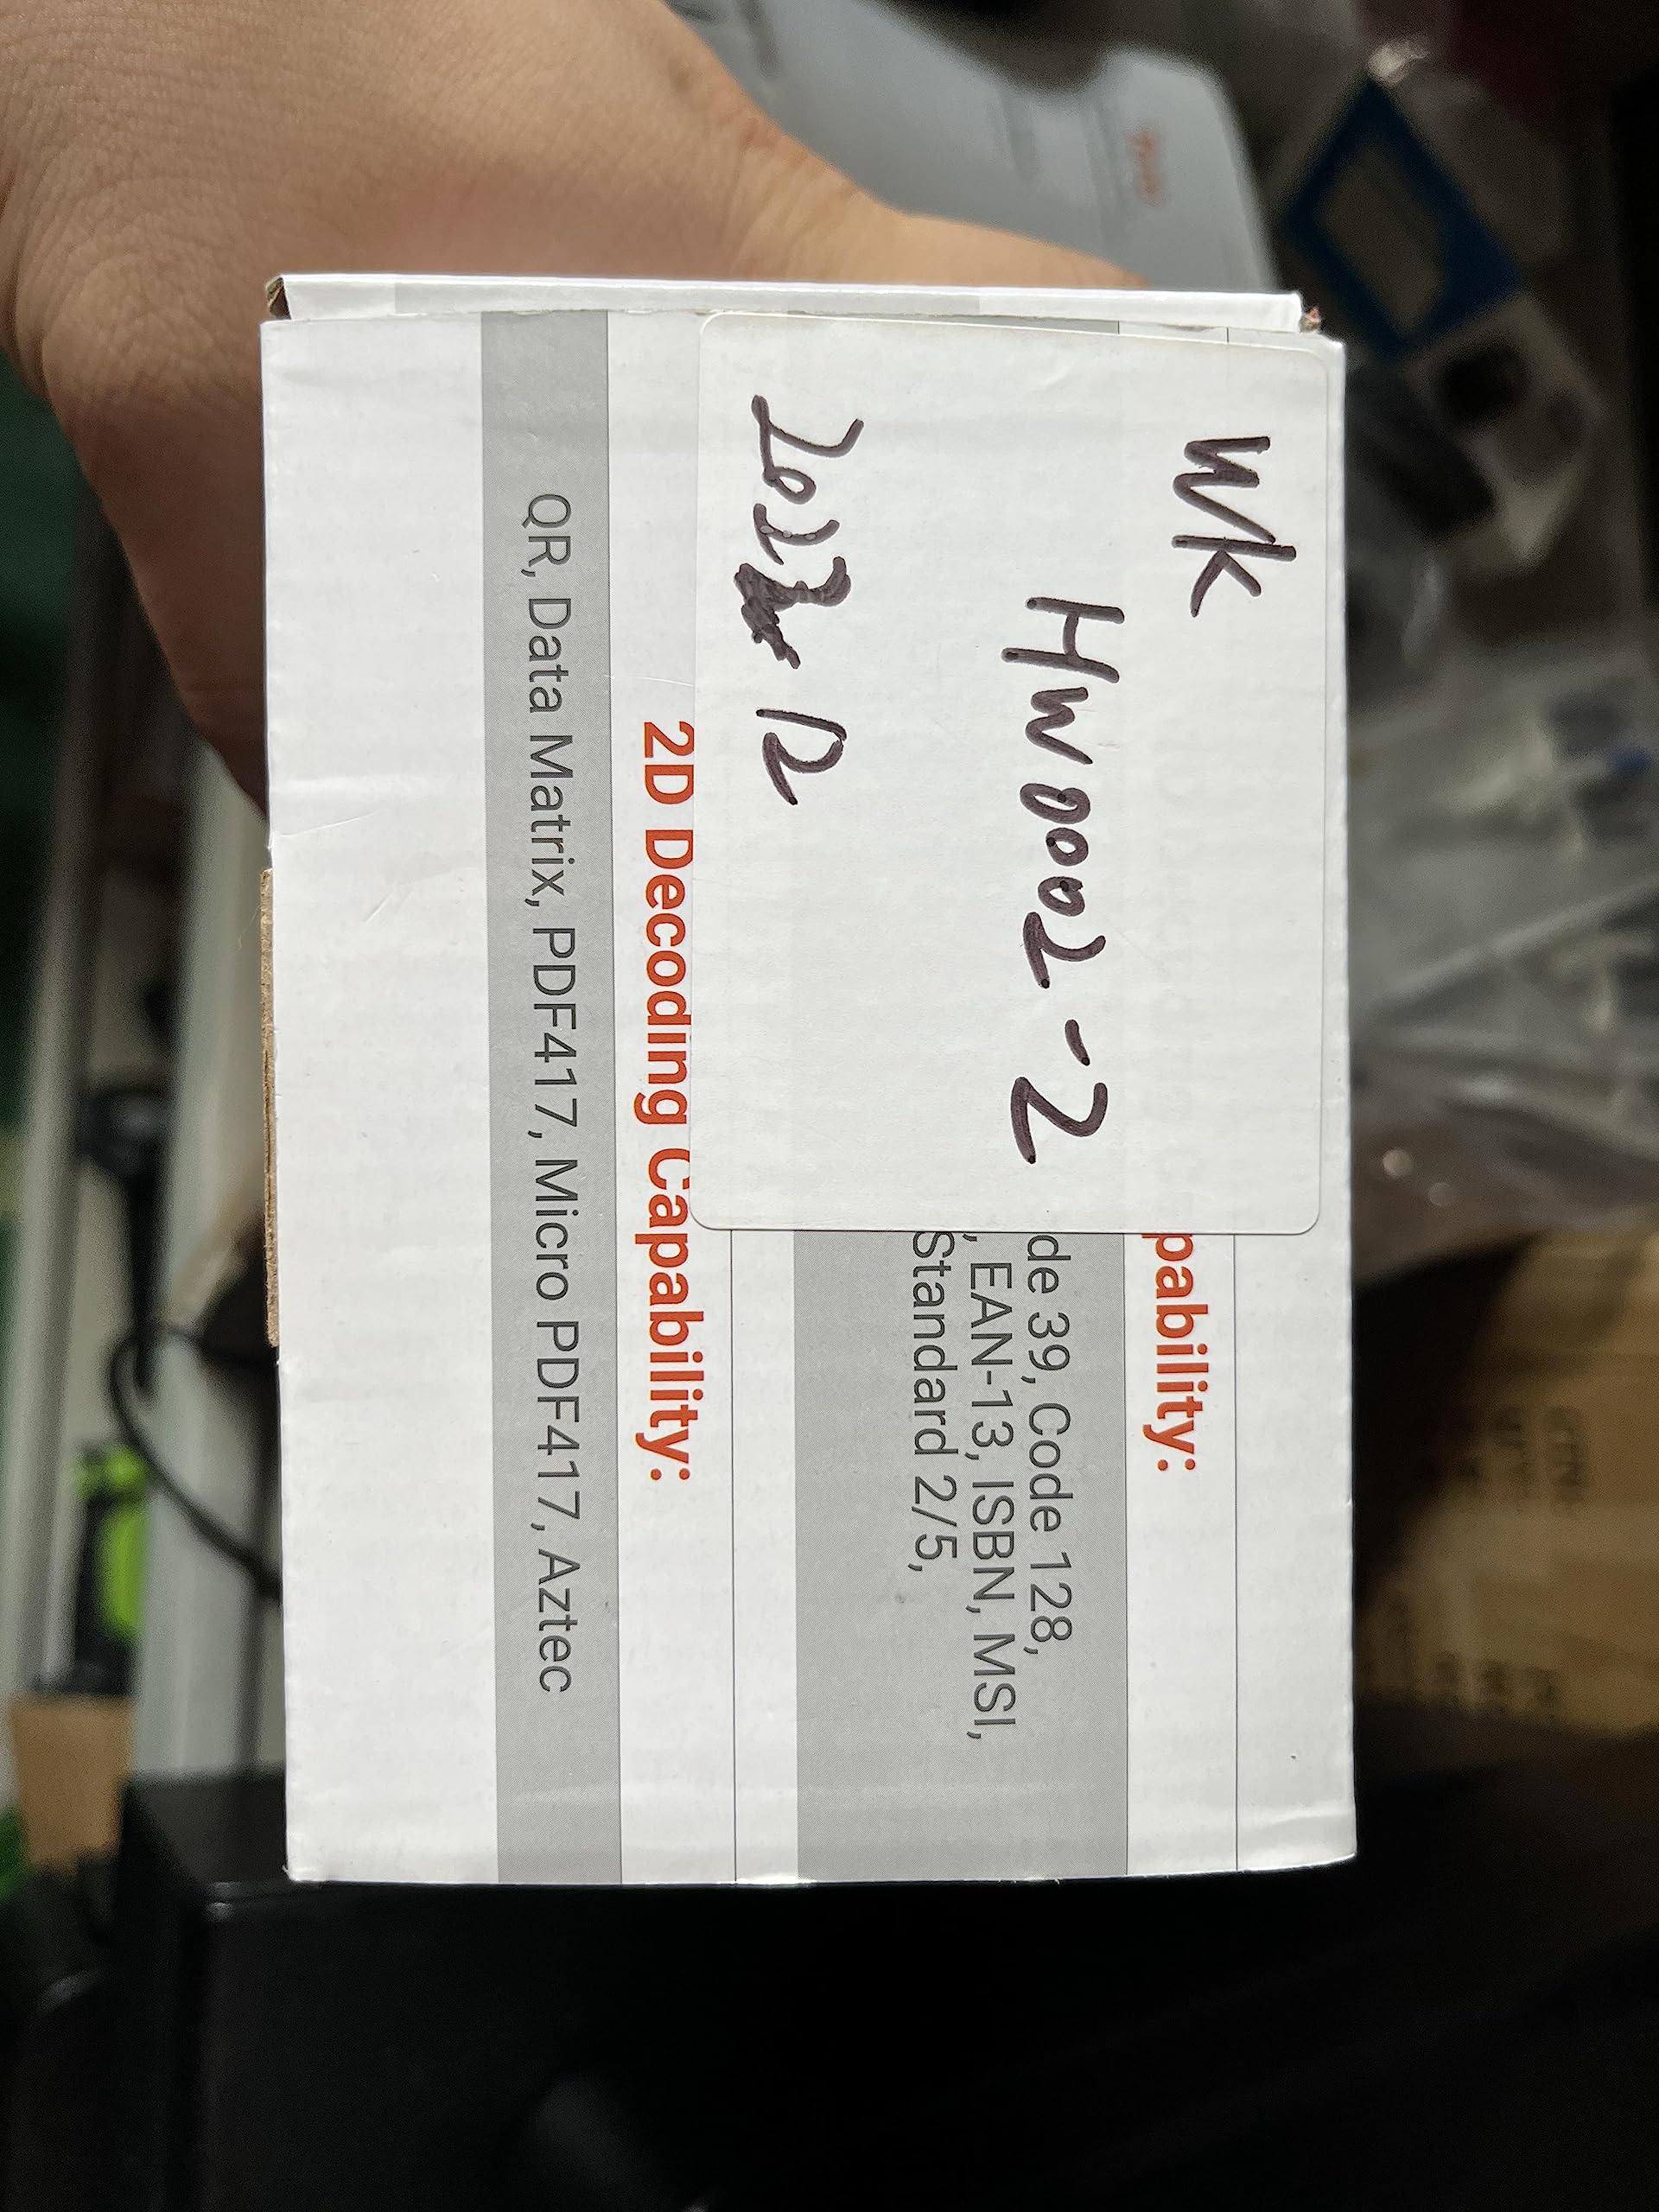 WK
HW002-2
12
pability:
de 39, Code 128,
, EAN-13, ISBN, MSI,
Standard 2/5,
2D Decoding Capability:
QR, Data Matrix, PDF417, Micro PDF417, Aztec